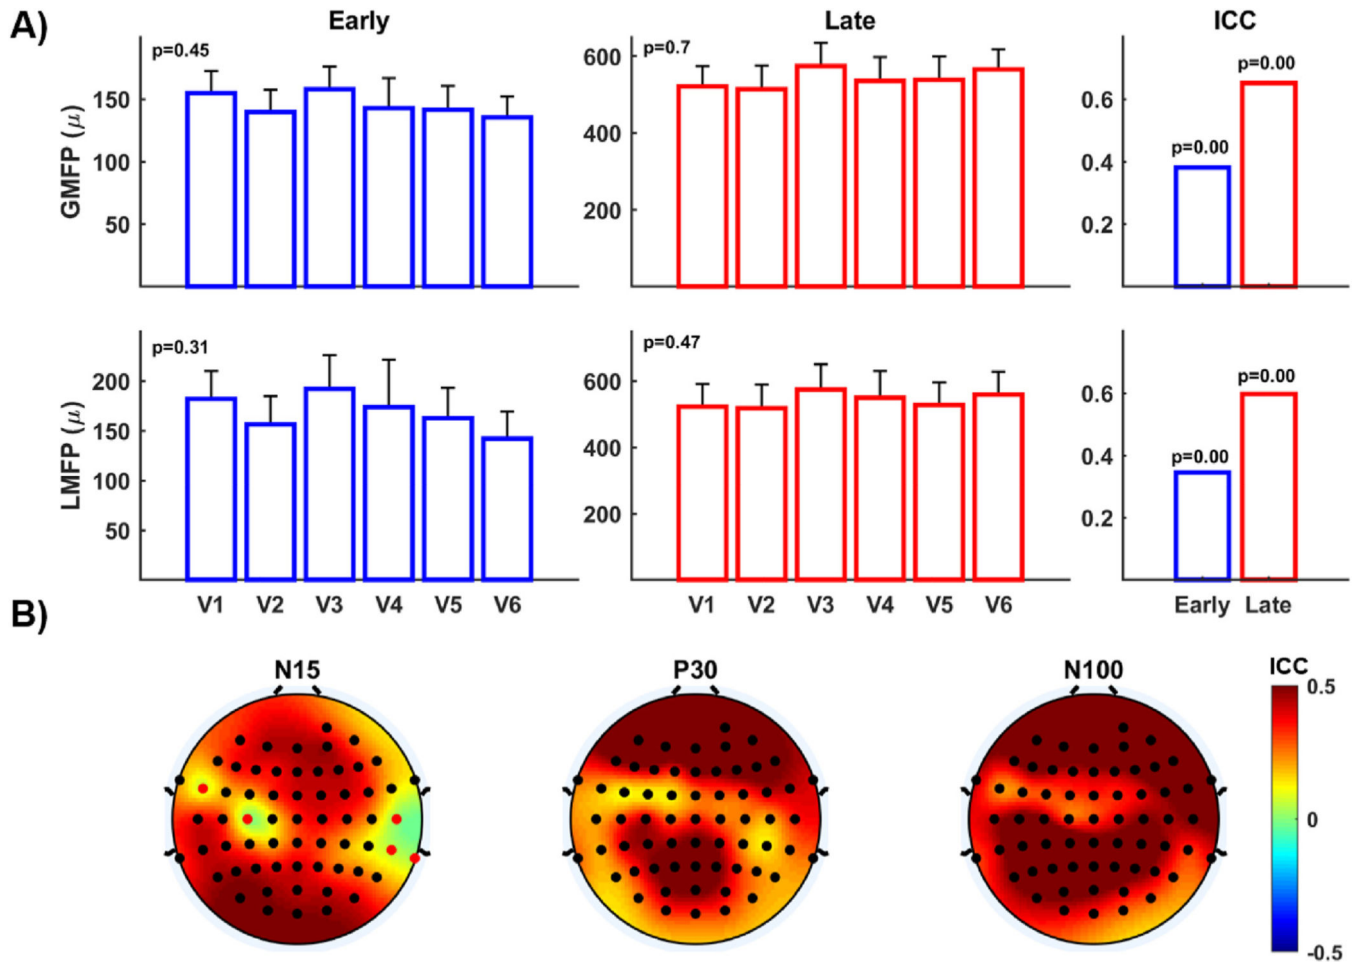 A)
Early
Late
ICC
p=0.45
p=0.7
p=0.00
p=0.00
GMFP (μ)
150
100
50
600
400
200
0.6
0.4
0.2
p=0.31
p=0.47
p=0.00
p=0.00
LMFP (μ)
200
150
100
50
600
400
200
0.6
0.4
0.2
V1 V2 V3 V4 V5 V6
V1 V2 V3 V4 V5 V6
Early Late
B)
N15
P30
N100
ICC
0.5
0
-0.5